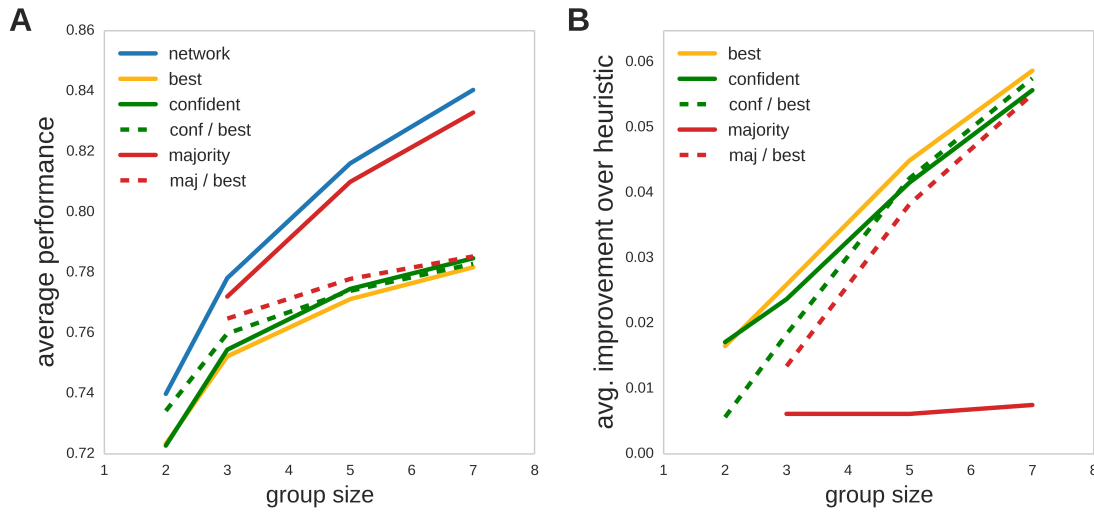 A
average performance
0.86
0.84
0.82
0.80
0.78
0.76
0.74
0.72
network
best
confident
conf / best
majority
maj / best
1 2 3 4 5 6 7 8
group size
B
avg. improvement over heuristic
0.06
0.05
0.04
0.03
0.02
0.01
0.00
best
confident
conf / best
majority
maj / best
1 2 3 4 5 6 7 8
group size